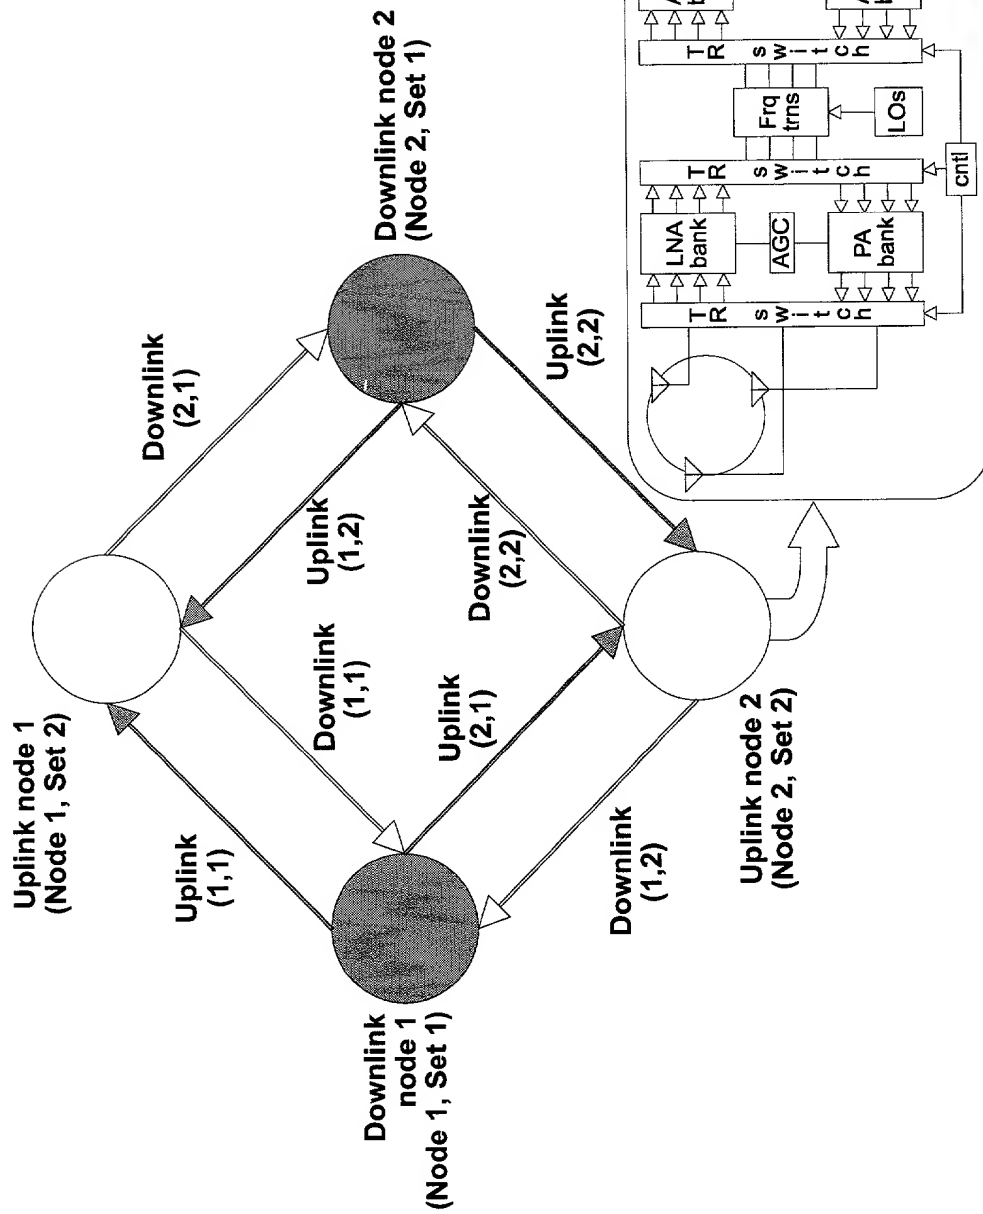 Uplink node 1
(Node 1, Set 2)
Uplink
(1,1)
Downlink
(2,1)
Downlink
(1,1)
Uplink
(1,2)
Downlink
node 1
(Node 1, Set 1)
Downlink node 2
(Node 2, Set 1)
Uplink
(2,1)
Downlink
(2,2)
Downlink
(1,2)
Uplink
(2,2)
Uplink node 2
(Node 2, Set 2)
TR switch
LNA
bank
AGC
PA
bank
TR switch
Frq
trns
LOs
TR switch
cntl